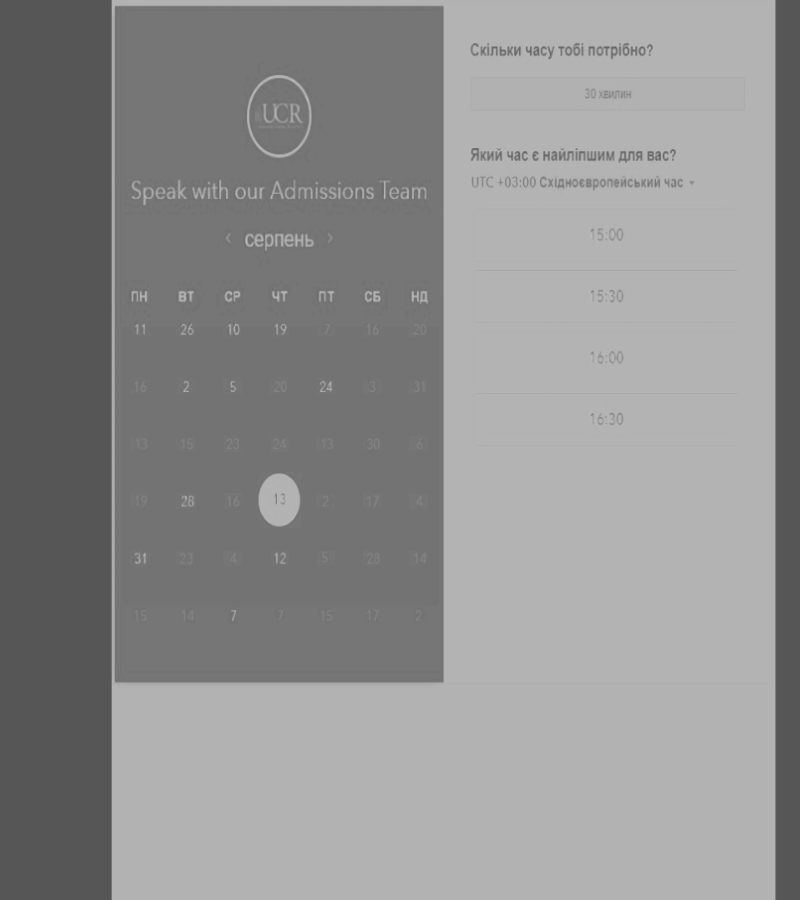 UCR
Speak with our Admissions Team
‹ серпень ›
ПН ВТ СР ЧТ ПТ СБ НД
11 26 10 19 7 16 20
16 2 5 20 24 3 31
13 15 23 24 13 30 6
19 28 16 13 2 17 4
31 23 4 12 5 28 14
15 14 7 7 15 17 2
Скільки часу тобі потрібно?
30 хвилин
Який час є найліпшим для вас?
UTC +03:00 Східноєвропейський час
15:00
15:30
16:00
16:30